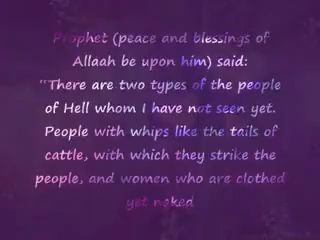 Prophet (peace and blessings of
Allaah be upon him) said:
"There are two types of the people
of Hell whom I have not seen yet.
People with whips like the tails of
cattle, with which they strike the
people, and women who are clothed
yet naked